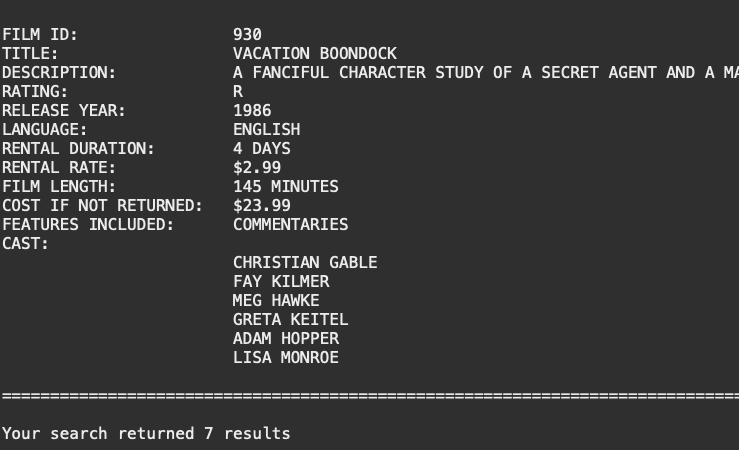 FILM ID: 930
TITLE: VACATION BOONDOCK
DESCRIPTION: A FANCIFUL CHARACTER STUDY OF A SECRET AGENT AND A
RATING: R
RELEASE YEAR: 1986
LANGUAGE: ENGLISH
RENTAL DURATION: 4 DAYS
RENTAL RATE: $2.99
FILM LENGTH: 145 MINUTES
COST IF NOT RETURNED: $23.99
FEATURES INCLUDED: COMMENTARIES
CAST:
CHRISTIAN GABLE
FAY KILMER
MEG HAWKE
GRETA KEITEL
ADAM HOPPER
LISA MONROE
Your search returned 7 results